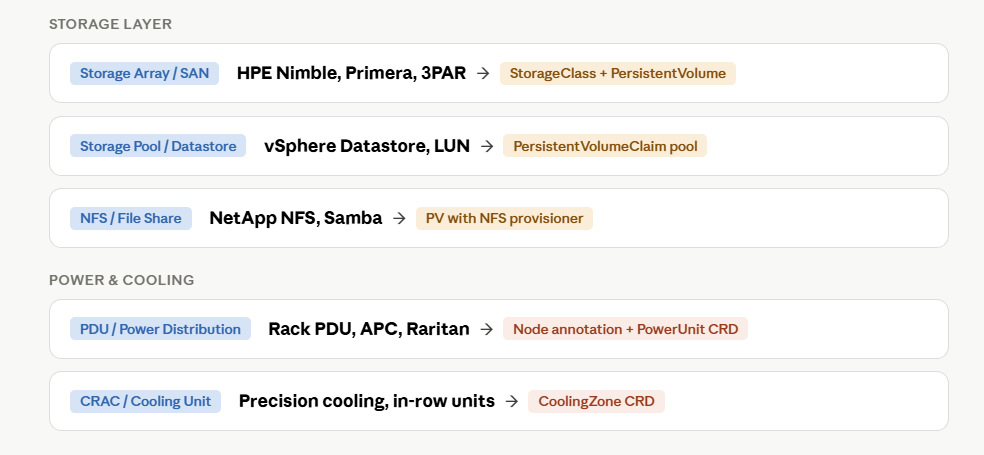 STORAGE LAYER
Storage Array / SAN HPE Nimble, Primera, 3PAR → StorageClass + PersistentVolume
Storage Pool / Datastore vSphere Datastore, LUN → PersistentVolumeClaim pool
NFS / File Share NetApp NFS, Samba → PV with NFS provisioner
POWER & COOLING
PDU / Power Distribution Rack PDU, APC, Raritan → Node annotation + PowerUnit CRD
CRAC / Cooling Unit Precision cooling, in-row units → CoolingZone CRD